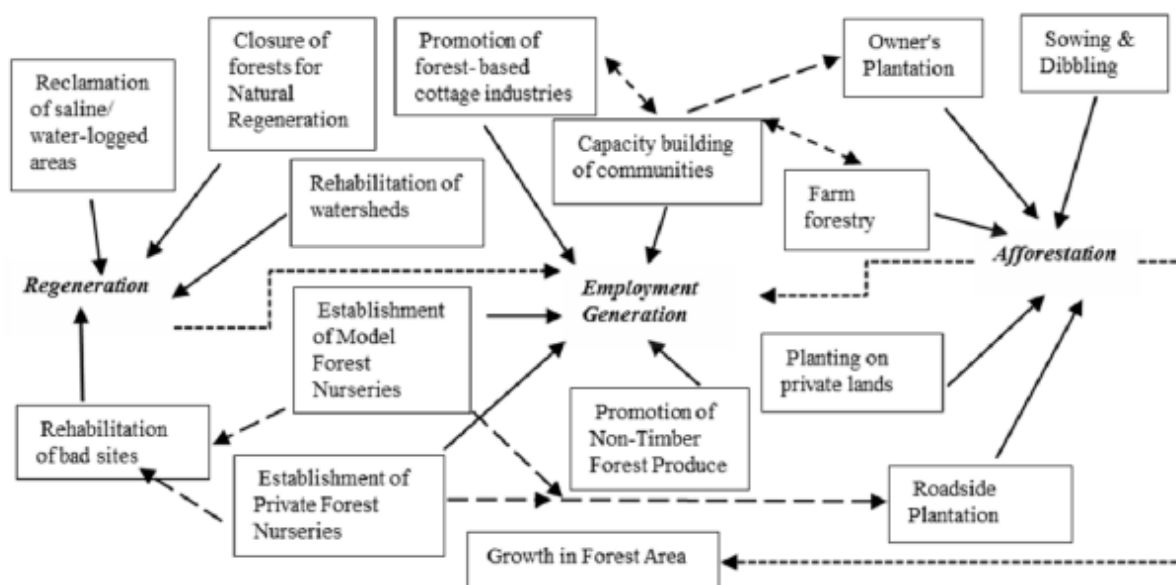 Closure of
forests for
Natural
Regeneration
Promotion of
forest- based
cottage industries
Owner's
Plantation
Sowing &
Dibbling
Reclamation
of saline/
water-logged
areas
Capacity building
of communities
Rehabilitation of
watersheds
Farm
forestry
Regeneration
Employment
Generation
Afforestation
Establishment
of Model
Forest
Nurseries
Planting on
private lands
Rehabilitation
of bad sites
Promotion of
Non-Timber
Forest Produce
Establishment of
Private Forest
Nurseries
Roadside
Plantation
Growth in Forest Area